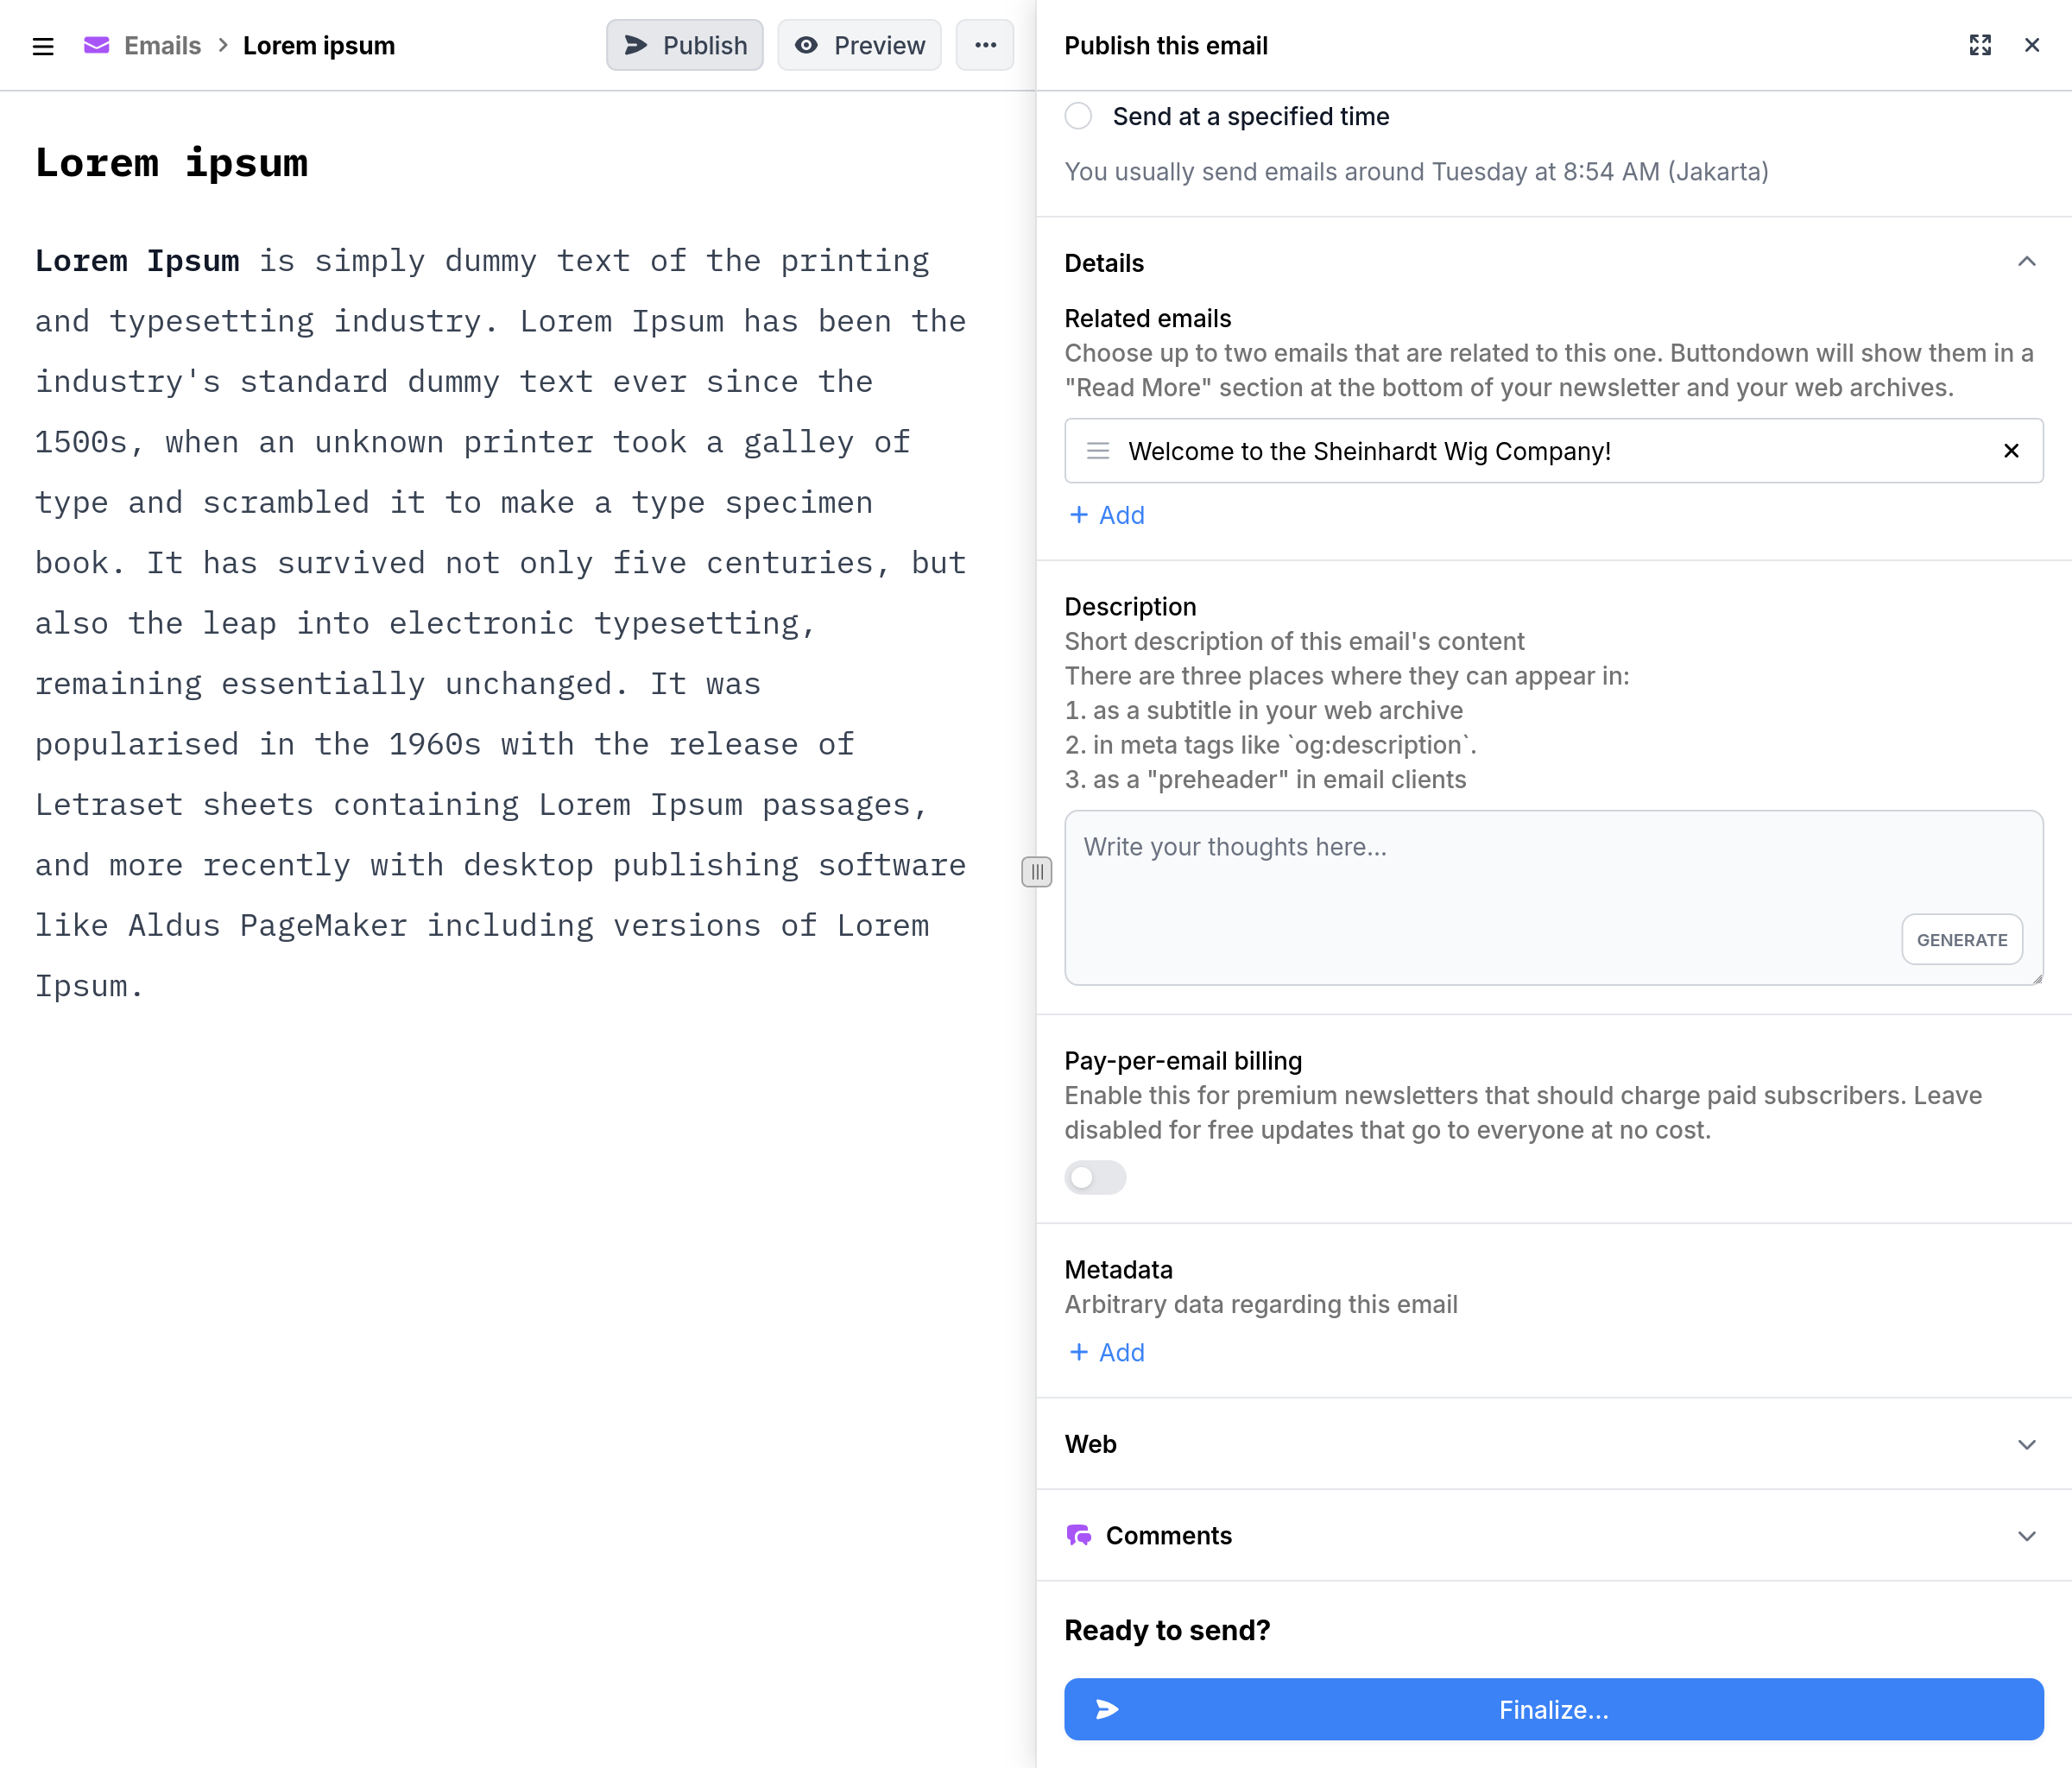 Emails > Lorem ipsum
Publish
Preview
Lorem ipsum
Lorem Ipsum is simply dummy text of the printing
and typesetting industry. Lorem Ipsum has been the
industry's standard dummy text ever since the
1500s, when an unknown printer took a galley of
type and scrambled it to make a type specimen
book. It has survived not only five centuries, but
also the leap into electronic typesetting,
remaining essentially unchanged. It was
popularised in the 1960s with the release of
Letraset sheets containing Lorem Ipsum passages,
and more recently with desktop publishing software
like Aldus PageMaker including versions of Lorem
Ipsum.
Publish this email
Send at a specified time
You usually send emails around Tuesday at 8:54 AM (Jakarta)
Details
Related emails
Choose up to two emails that are related to this one. Buttondown will show them in a
"Read More" section at the bottom of your newsletter and your web archives.
Welcome to the Sheinhardt Wig Company!
+ Add
Description
Short description of this email's content
There are three places where they can appear in:
1. as a subtitle in your web archive
2. in meta tags like `og:description`.
3. as a "preheader" in email clients
Write your thoughts here...
GENERATE
Pay-per-email billing
Enable this for premium newsletters that should charge paid subscribers. Leave
disabled for free updates that go to everyone at no cost.
Metadata
Arbitrary data regarding this email
+ Add
Web
Comments
Ready to send?
Finalize...